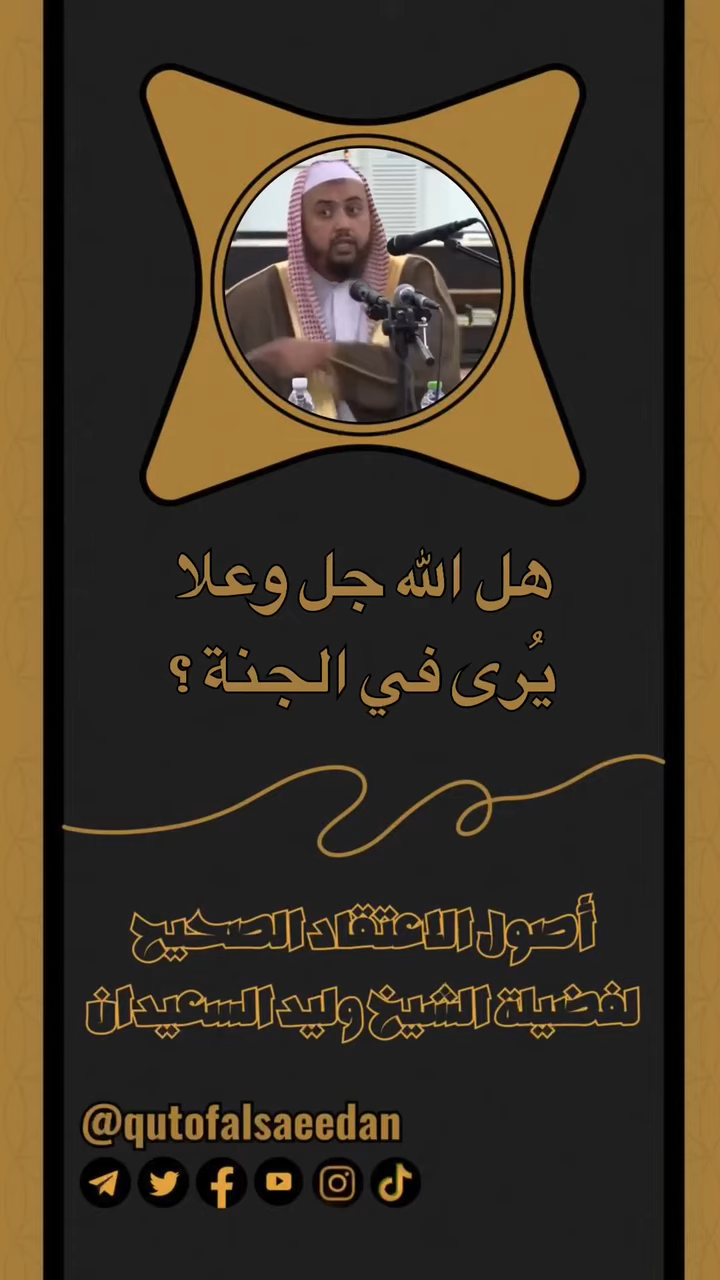 هل الله جل وعلا
يُرى في الجنة ؟
أصول الاعتقاد الصحيح
لفضيلة الشيخ وليد السعيدان
@qutofalsaeedan